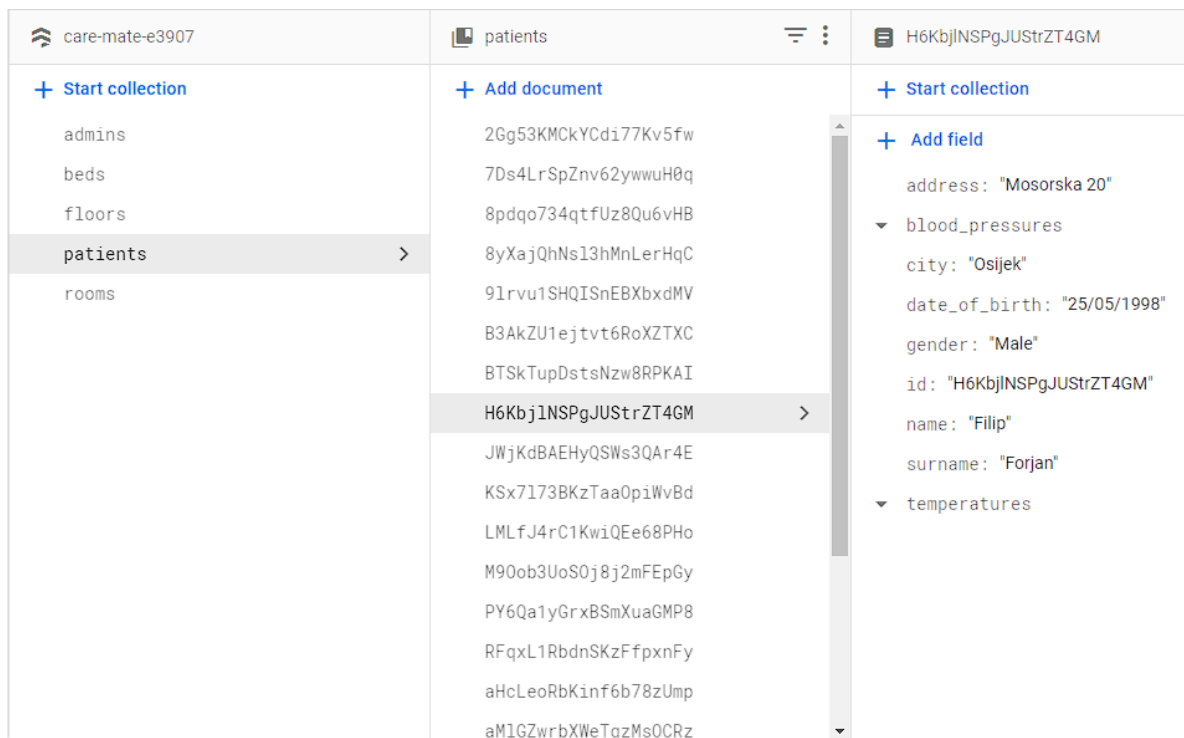 care-mate-e3907
Start collection
admins
beds
floors
patients
rooms
patients
Add document
2Gg53KMCkYCdi77Kv5fw
7Ds4LrSpZnv62ywwuH0q
8pdqo734qtfUz8Qu6vHB
8yXajQhNsl3hMnLerHqC
9lrvu1SHQISnEBXbxdMV
B3AkZU1ejtvt6RoXZTXC
BTSkTupDstsNzw8RPKAI
H6KbjlNSPgJUStrZT4GM
JWjKdBAEHyQSWs3QAr4E
KSx7l73BKzTaaOpiWvBd
LMLfJ4rC1KwiQEe68PHo
M9Oob3UoSOj8j2mFEpGy
PY6Qa1yGrxBSmXuaGMP8
RFqxL1RbdnSKzFfpxnFy
aHcLeoRbKinf6b78zUmp
aMlGZwrbXWeTqzMsOCRz
H6KbjlNSPgJUStrZT4GM
Start collection
Add field
address: "Mosorska 20"
blood_pressures
city: "Osijek"
date_of_birth: "25/05/1998"
gender: "Male"
id: "H6KbjlNSPgJUStrZT4GM"
name: "Filip"
surname: "Forjan"
temperatures